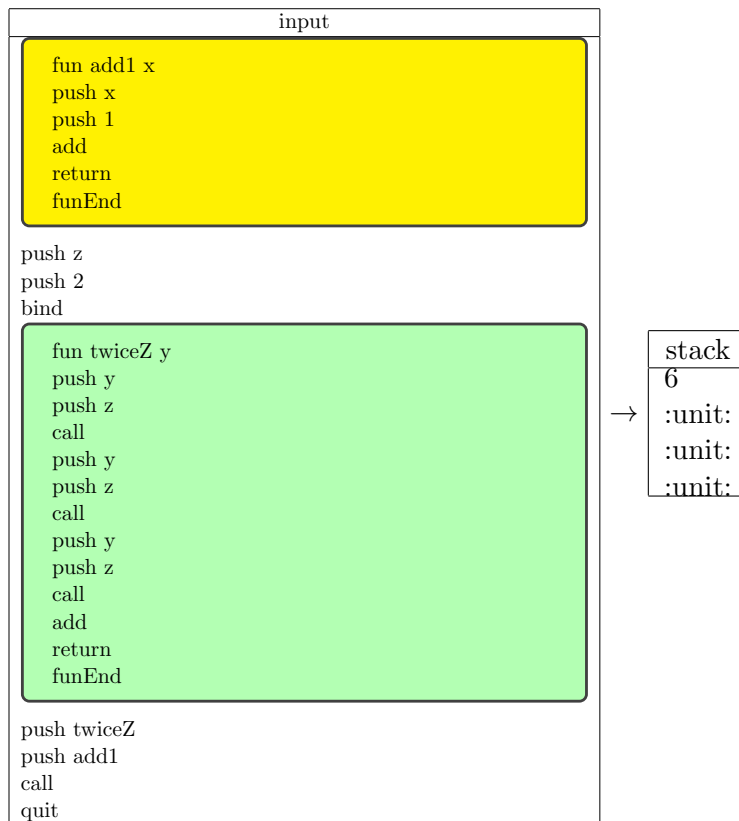 input
fun add1 x
push x
push 1
add
return
funEnd
push z
push 2
bind
fun twiceZ y
push y
push z
call
push y
push z
call
push y
push z
call
add
return
funEnd
push twiceZ
push add1
call
quit
→
stack
6
:unit:
:unit:
:unit: